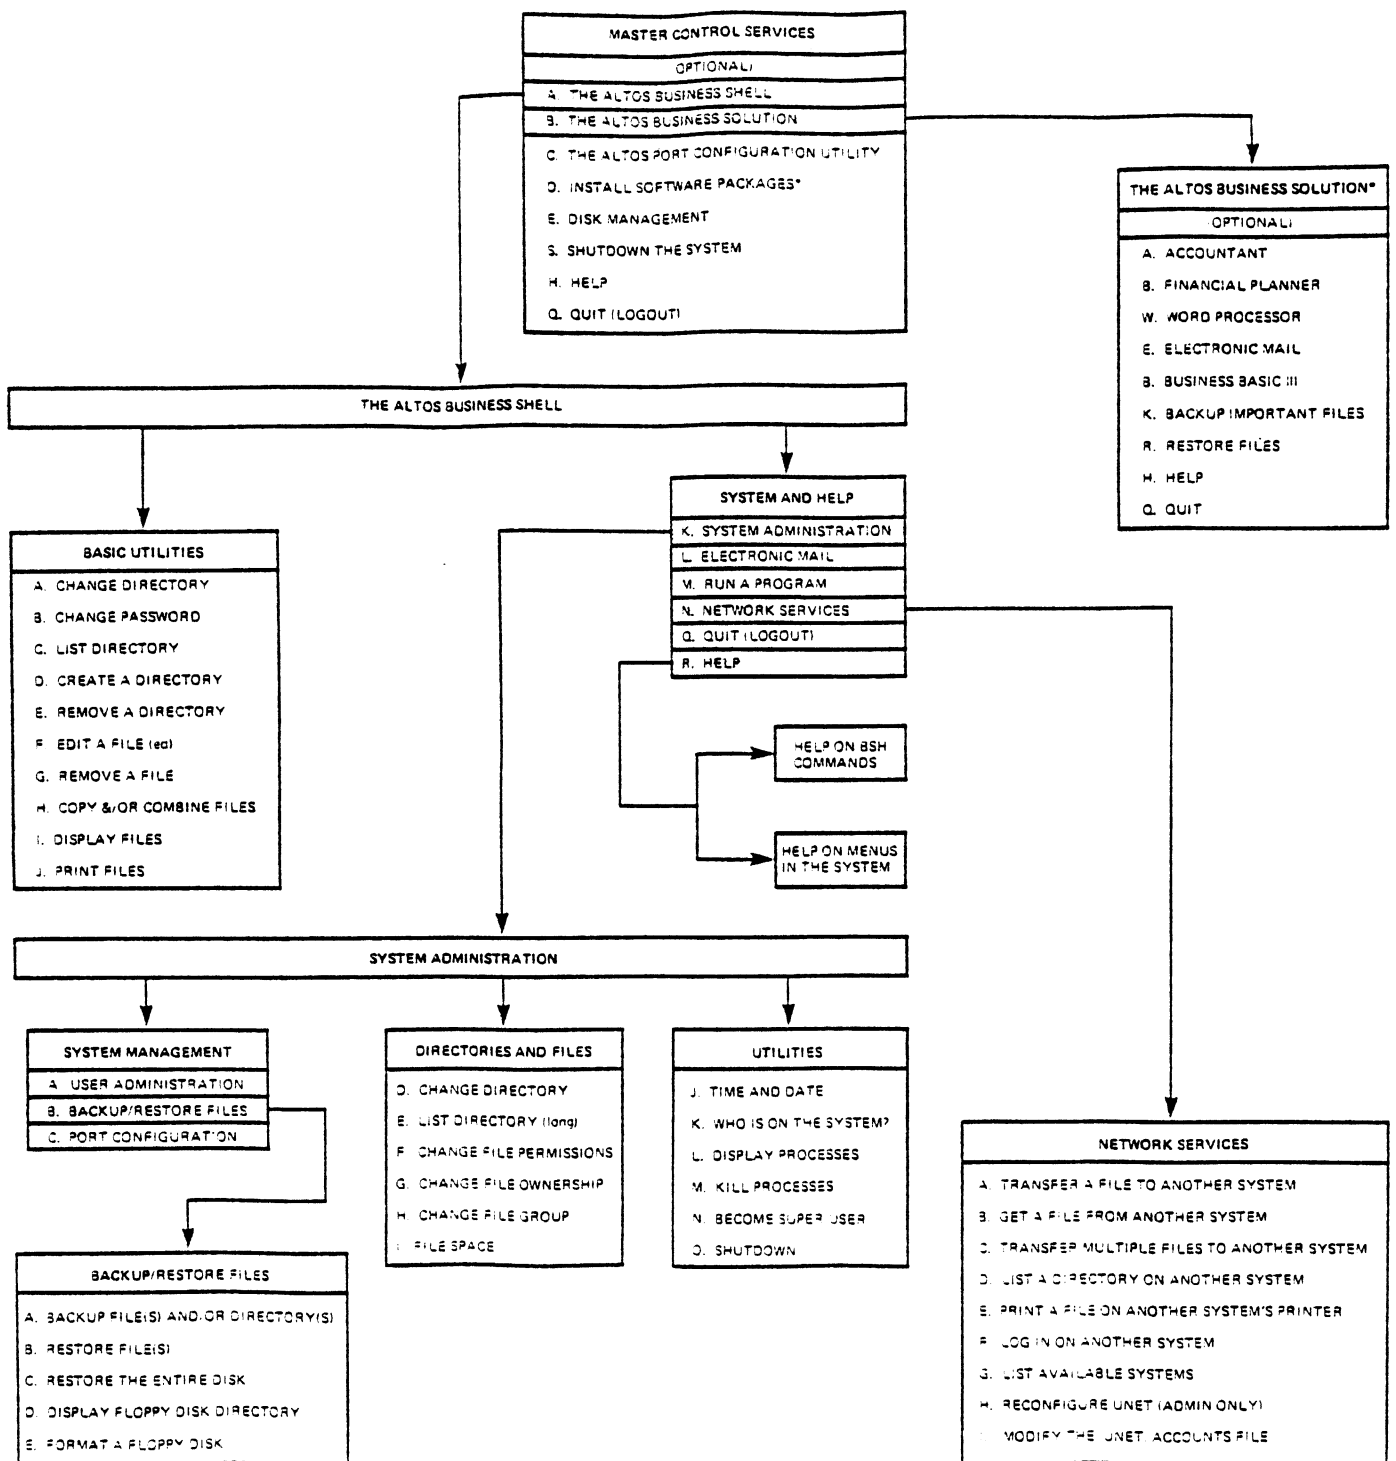 MASTER CONTROL SERVICES
(OPTIONAL)
A. THE ALTOS BUSINESS SHELL
B. THE ALTOS BUSINESS SOLUTION
C. THE ALTOS PORT CONFIGURATION UTILITY
D. INSTALL SOFTWARE PACKAGES*
E. DISK MANAGEMENT
S. SHUTDOWN THE SYSTEM
H. HELP
Q. QUIT (LOGOUT)
THE ALTOS BUSINESS SOLUTION*
(OPTIONAL)
A. ACCOUNTANT
B. FINANCIAL PLANNER
W. WORD PROCESSOR
E. ELECTRONIC MAIL
B. BUSINESS BASIC III
K. BACKUP IMPORTANT FILES
R. RESTORE FILES
H. HELP
Q. QUIT
THE ALTOS BUSINESS SHELL
BASIC UTILITIES
A. CHANGE DIRECTORY
B. CHANGE PASSWORD
C. LIST DIRECTORY
D. CREATE A DIRECTORY
E. REMOVE A DIRECTORY
F. EDIT A FILE (ed)
G. REMOVE A FILE
H. COPY &/OR COMBINE FILES
I. DISPLAY FILES
J. PRINT FILES
SYSTEM AND HELP
K. SYSTEM ADMINISTRATION
L. ELECTRONIC MAIL
M. RUN A PROGRAM
N. NETWORK SERVICES
Q. QUIT (LOGOUT)
R. HELP
HELP ON BSH
COMMANDS
HELP ON MENUS
IN THE SYSTEM
SYSTEM ADMINISTRATION
SYSTEM MANAGEMENT
A. USER ADMINISTRATION
B. BACKUP/RESTORE FILES
C. PORT CONFIGURATION
DIRECTORIES AND FILES
D. CHANGE DIRECTORY
E. LIST DIRECTORY (long)
F. CHANGE FILE PERMISSIONS
G. CHANGE FILE OWNERSHIP
H. CHANGE FILE GROUP
I. FILE SPACE
UTILITIES
J. TIME AND DATE
K. WHO IS ON THE SYSTEM?
L. DISPLAY PROCESSES
M. KILL PROCESSES
N. BECOME SUPER USER
O. SHUTDOWN
BACKUP/RESTORE FILES
A. BACKUP FILE(S) AND/OR DIRECTORY(S)
B. RESTORE FILE(S)
C. RESTORE THE ENTIRE DISK
D. DISPLAY FLOPPY DISK DIRECTORY
E. FORMAT A FLOPPY DISK
NETWORK SERVICES
A. TRANSFER A FILE TO ANOTHER SYSTEM
B. GET A FILE FROM ANOTHER SYSTEM
C. TRANSFER MULTIPLE FILES TO ANOTHER SYSTEM
D. LIST A DIRECTORY ON ANOTHER SYSTEM
E. PRINT A FILE ON ANOTHER SYSTEM'S PRINTER
F. LOG IN ON ANOTHER SYSTEM
G. LIST AVAILABLE SYSTEMS
H. RECONFIGURE UNET (ADMIN ONLY)
I. MODIFY THE UNET, ACCOUNTS FILE